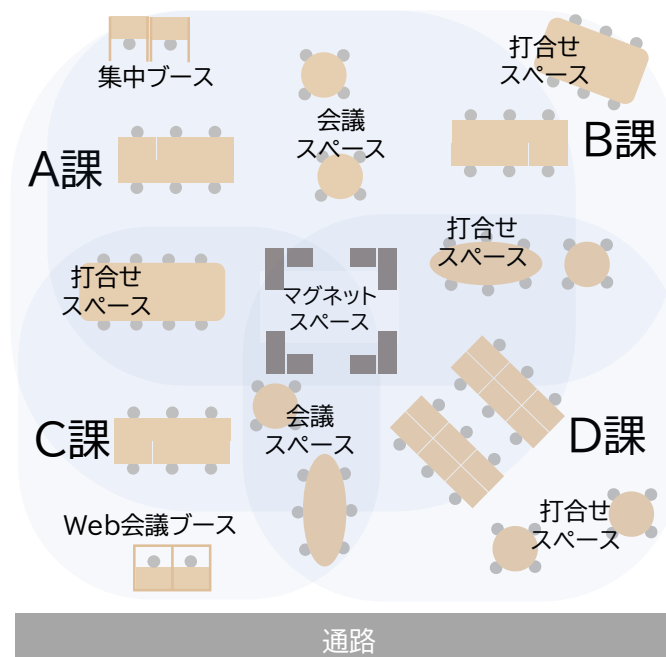 集中ブース
打合せ
スペース
会議
スペース
A課
B課
打合せ
スペース
打合せ
スペース
マグネット
スペース
C課
会議
スペース
D課
Web会議ブース
打合せ
スペース
通路